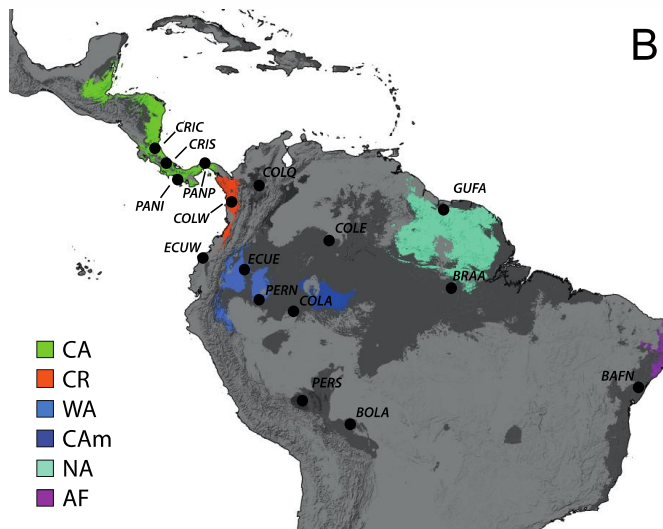 B
CRIC
CRIS
COLQ
PANP
PANI
GUFA
COLW
COLE
ECUW
ECUE
BRAA
PERN
COLA
CA
CR
WA
CAm
NA
AF
BAFN
PERS
BOLA